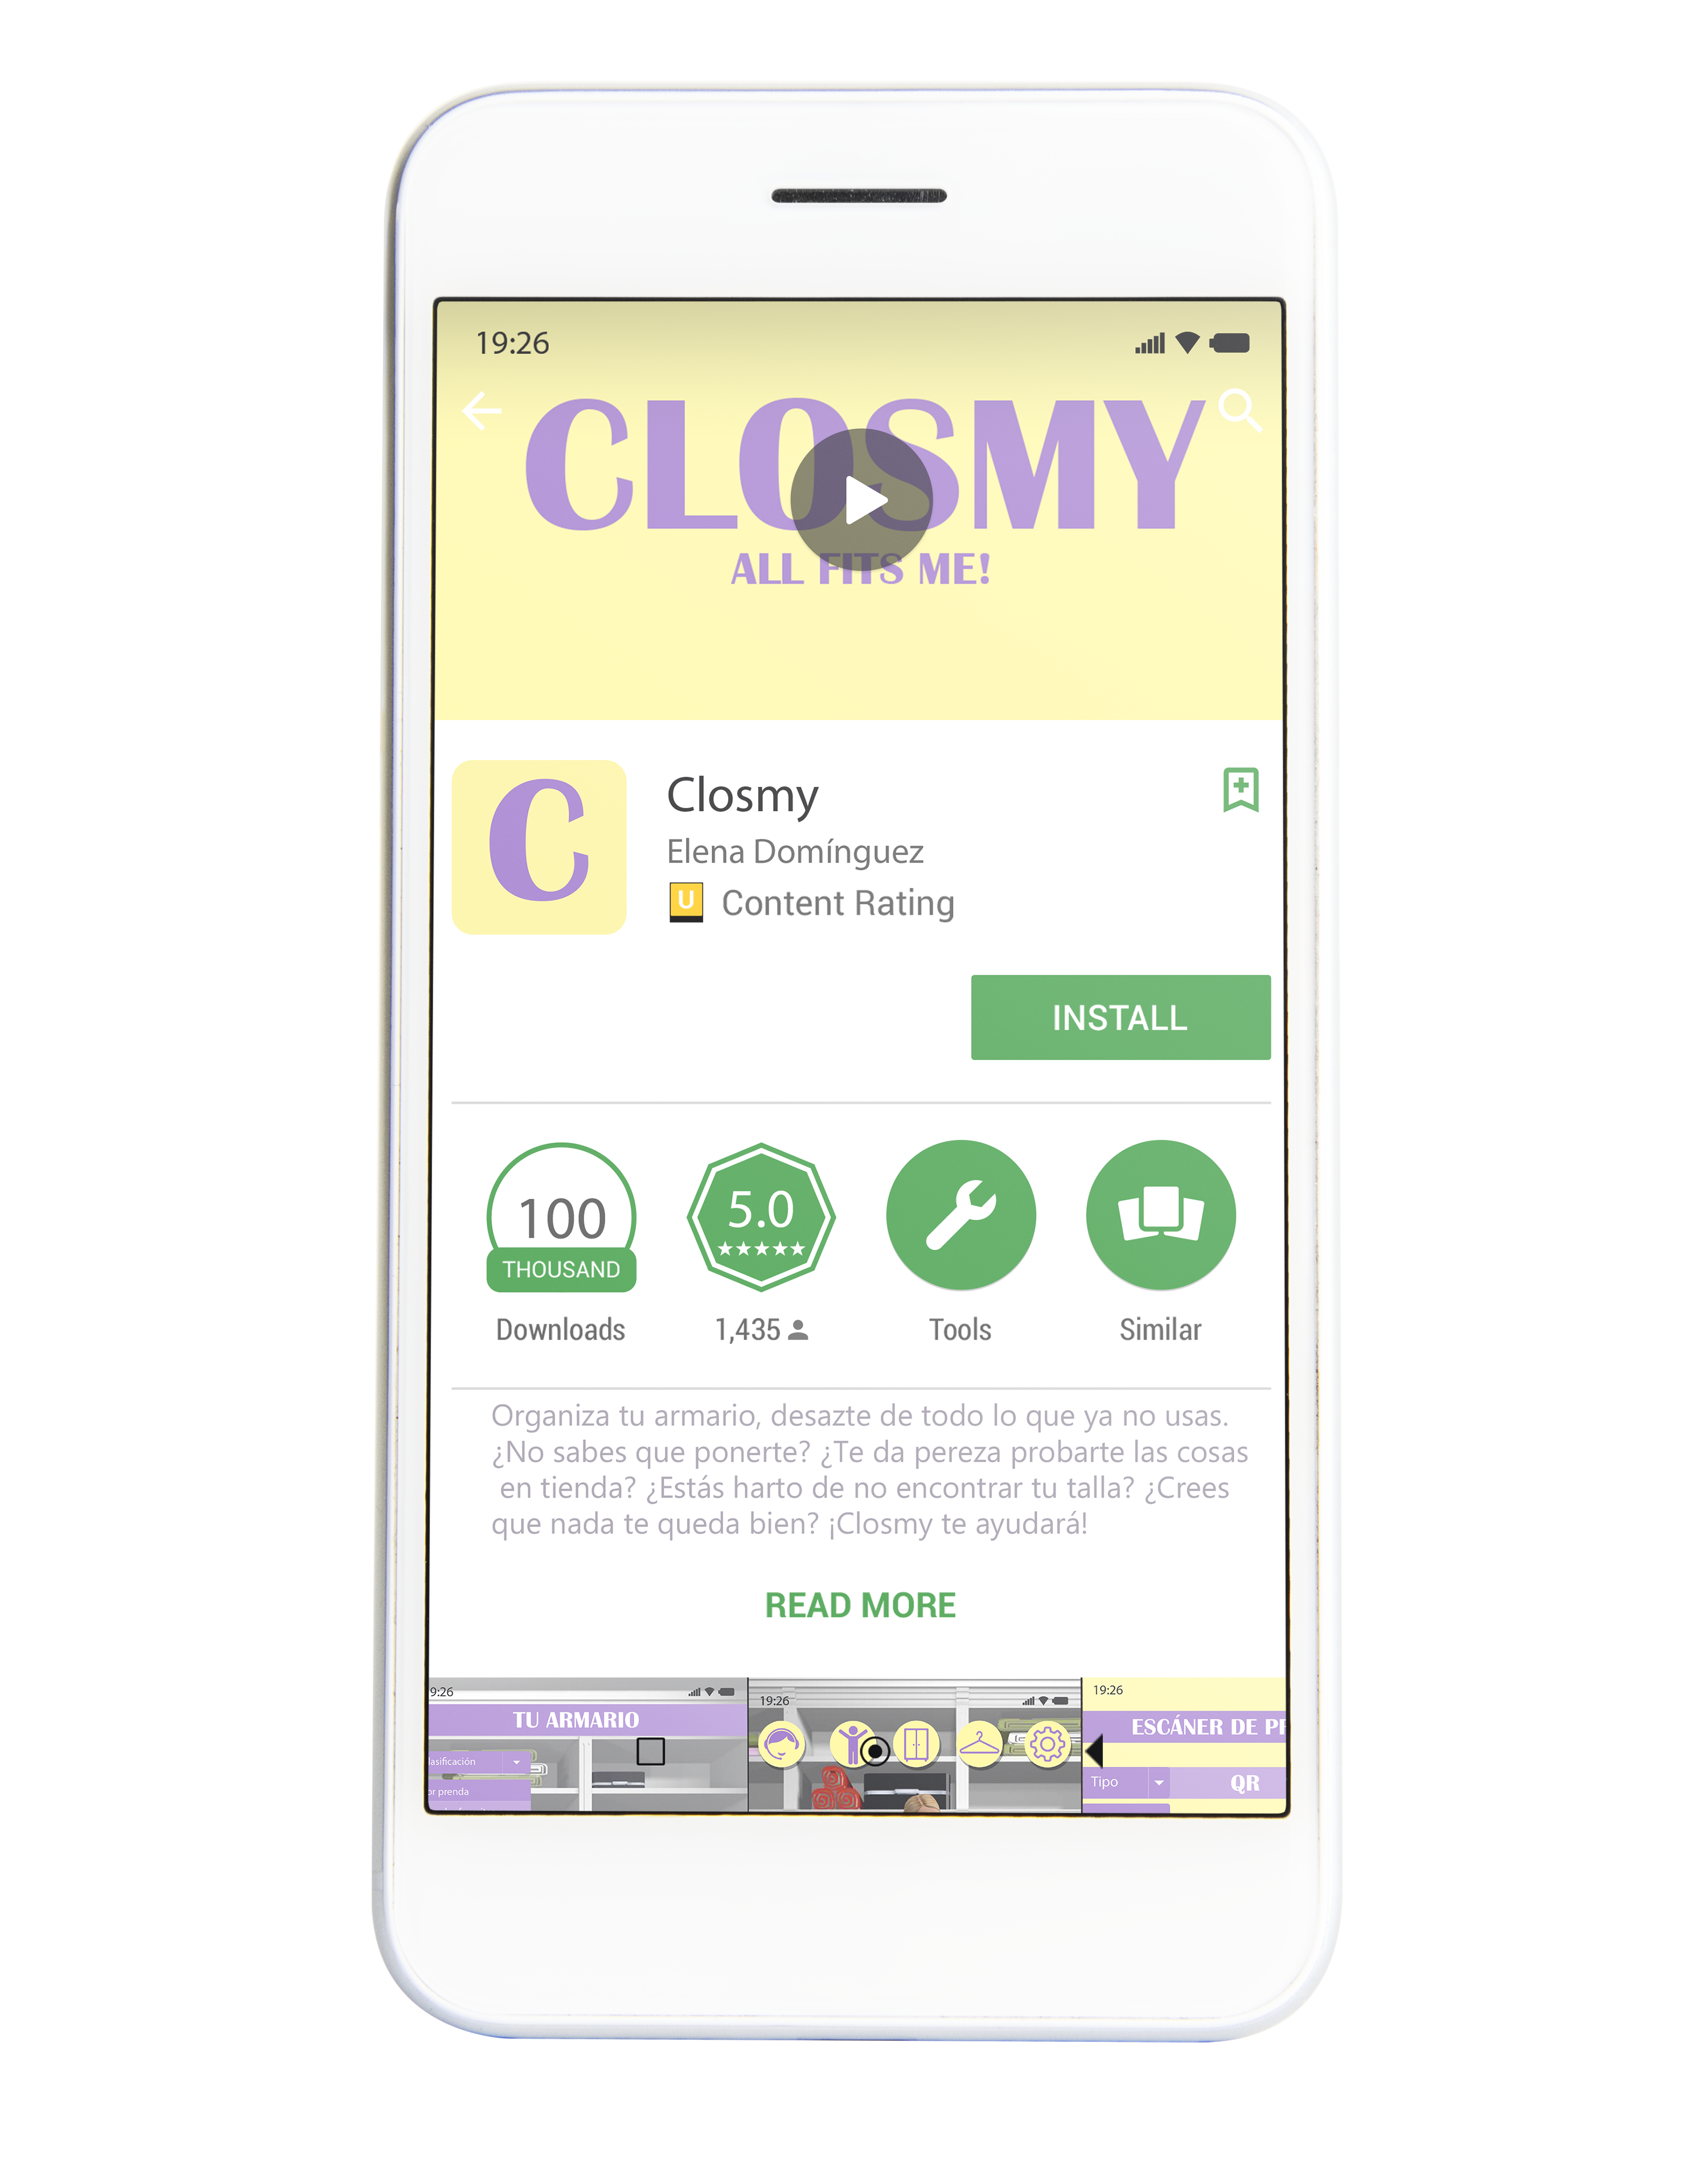 19:26
CLOSMY
ALL FITS ME!
C
Closmy
Elena Domínguez
U Content Rating
INSTALL
100
THOUSAND
5.0
Downloads
1,435
Tools
Similar
Organiza tu armario, desazte de todo lo que ya no usas.
¿No sabes que ponerte? ¿Te da pereza probarte las cosas
en tienda? ¿Estás harto de no encontrar tu talla? ¿Crees
que nada te queda bien? ¡Closmy te ayudará!
READ MORE
9:26
TU ARMARIO
lasificación
or prenda
19:26
19:26
ESCÁNER DE PR
Tipo
QR